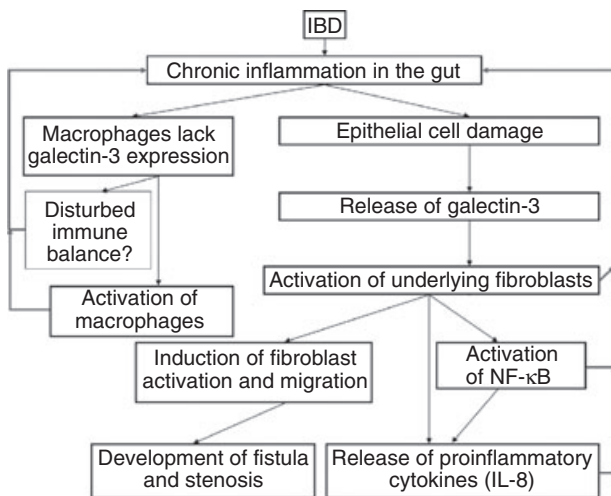 IBD
Chronic inflammation in the gut
Macrophages lack
galectin-3 expression
Epithelial cell damage
Disturbed
immune
balance?
Release of galectin-3
Activation of
macrophages
Activation of underlying fibroblasts
Induction of fibroblast
activation and migration
Activation
of NF-κB
Development of fistula
and stenosis
Release of proinflammatory
cytokines (IL-8)